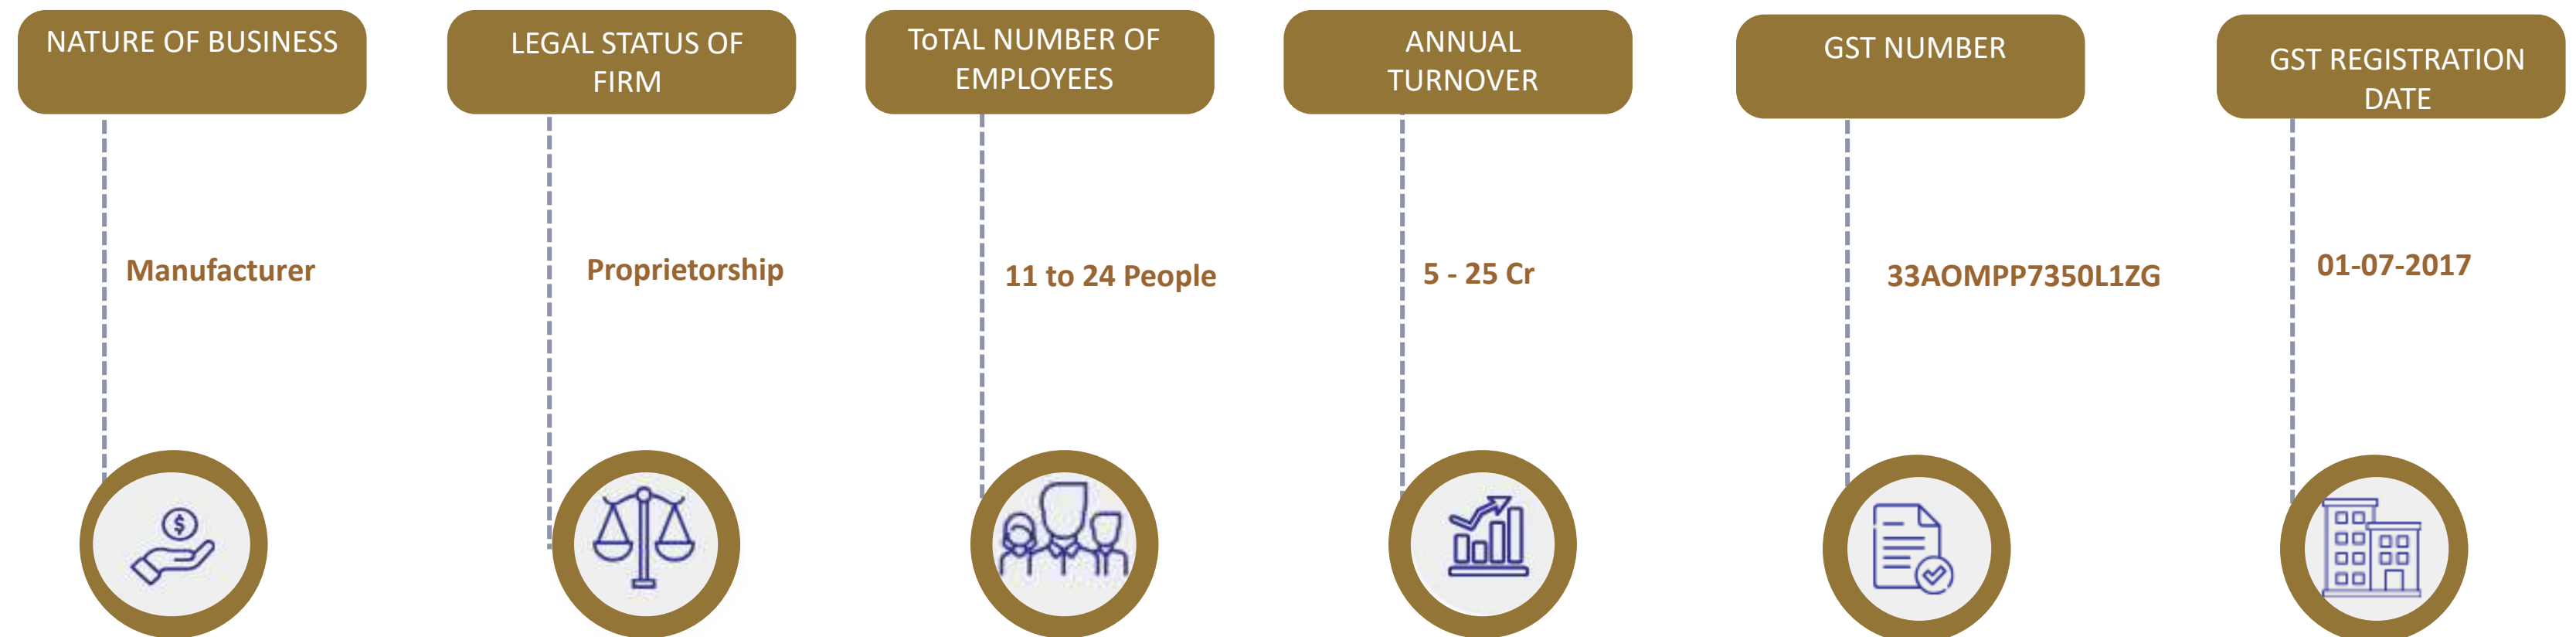 NATURE OF BUSINESS
Manufacturer
LEGAL STATUS OF
FIRM
Proprietorship
ToTAL NUMBER OF
EMPLOYEES
11 to 24 People
ANNUAL
TURNOVER
5 - 25 Cr
GST NUMBER
33AOMPP7350L1ZG
GST REGISTRATION
DATE
01-07-2017
$